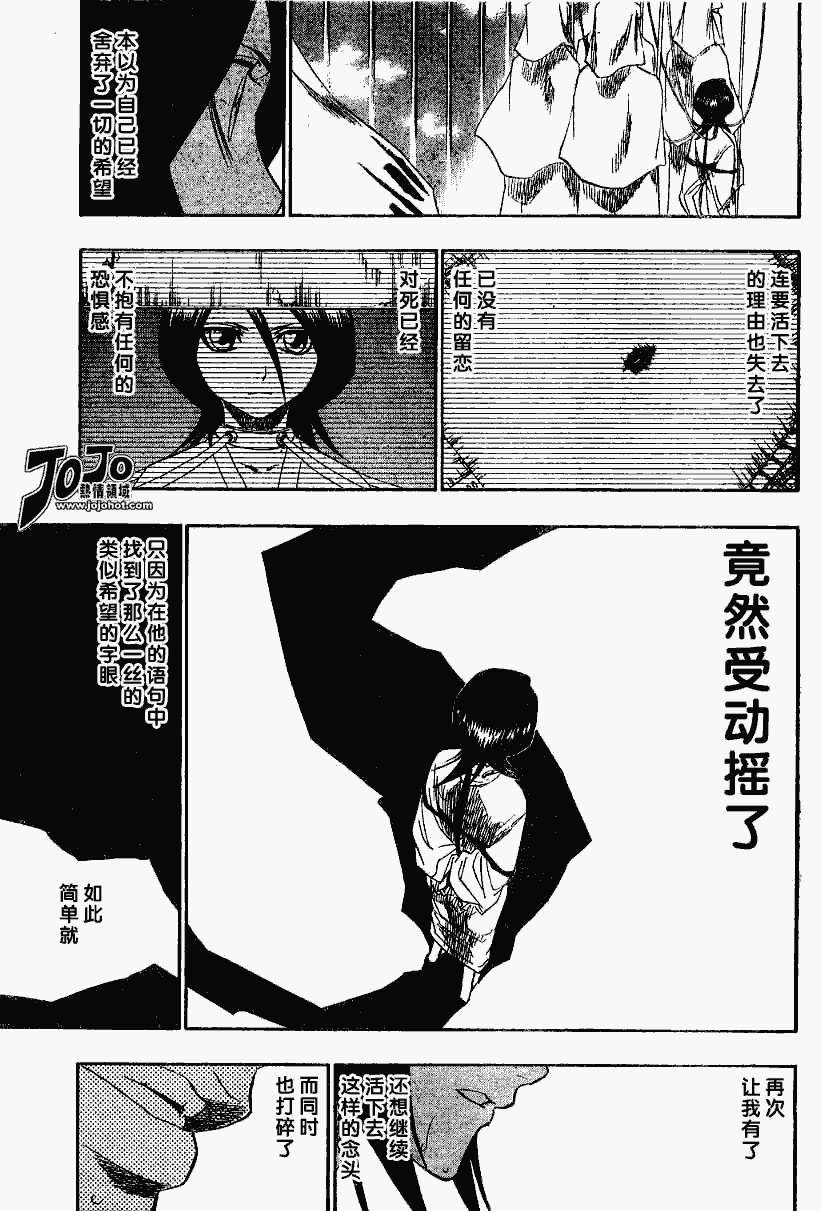 本以为自己已经
舍弃了一切的希望
连要活下去
的理由也失去了
已没有
任何的留恋
对死已经
不抱有任何的
恐惧感
JOJO
熱情領域
www.jojohot.com
竟然受动摇了
只因为在他的语句中
找到了那么一丝的
类似希望的字眼
如此
简单就
再次
让我有了
还想继续
活下去
这样的念头
而同时
也打碎了